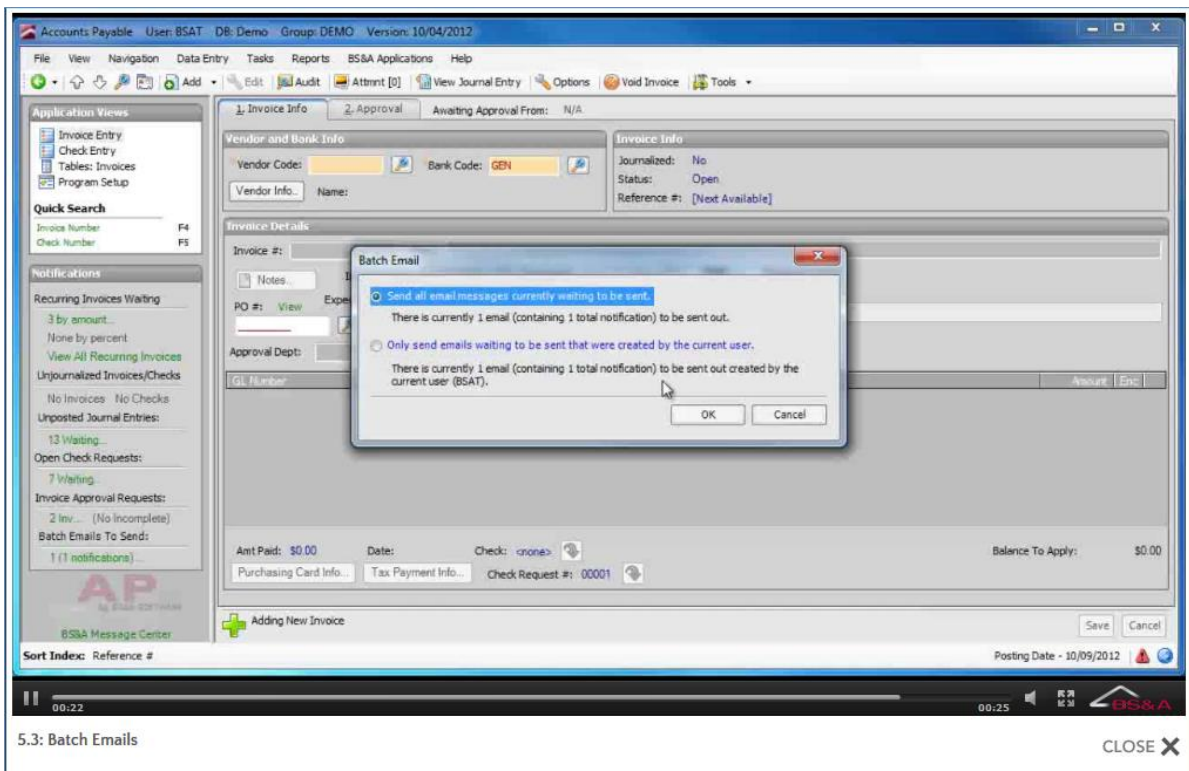 Accounts Payable User: BSAT DB: Demo Group: DEMO Version: 10/04/2012
File View Navigation Data Entry Tasks Reports BS&A Applications Help
Add Edit Audit Attmnt [0] View Journal Entry Options Void Invoice Tools
Application Views
Invoice Entry
Check Entry
Tables: Invoices
Program Setup
Quick Search
Invoice Number F4
Check Number F5
Notifications
Recurring Invoices Waiting
3 by amount...
None by percent
View All Recurring Invoices
Unjournalized Invoices/Checks
No Invoices No Checks
Unposted Journal Entries:
13 Waiting...
Open Check Requests:
7 Waiting...
Invoice Approval Requests:
2 Inv... (No Incomplete)
Batch Emails To Send:
1 (1 notifications)...
AP
BS&A Message Center
1: Invoice Info 2. Approval Awaiting Approval From: N/A
Vendor and Bank Info
Vendor Code: Bank Code: GEN
Vendor Info.. Name:
Invoice Info
Journalized: No
Status: Open
Reference #: [Next Available]
Invoice Details
Invoice #:
Notes..
PO #: View
Approval Dept:
GL Number Amount Enc
Batch Email
Send all email messages currently waiting to be sent.
There is currently 1 email (containing 1 total notification) to be sent out.
Only send emails waiting to be sent that were created by the current user.
There is currently 1 email (containing 1 total notification) to be sent out created by the
current user (BSAT).
OK Cancel
Amt Paid: $0.00 Date: Check: <none> Balance To Apply: $0.00
Purchasing Card Info... Tax Payment Info... Check Request #: 00001
Adding New Invoice Save Cancel
Sort Index: Reference # Posting Date - 10/09/2012
00:22 00:25 BS&A
5.3: Batch Emails CLOSE